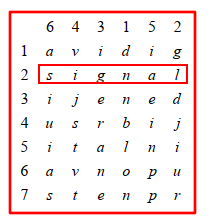 6 4 3 1 5 2
1 a v i d i g
2 s i g n a l
3 i j e n e d
4 u s r b i j
5 i t a l n i
6 a v n o p u
7 s t e n p r